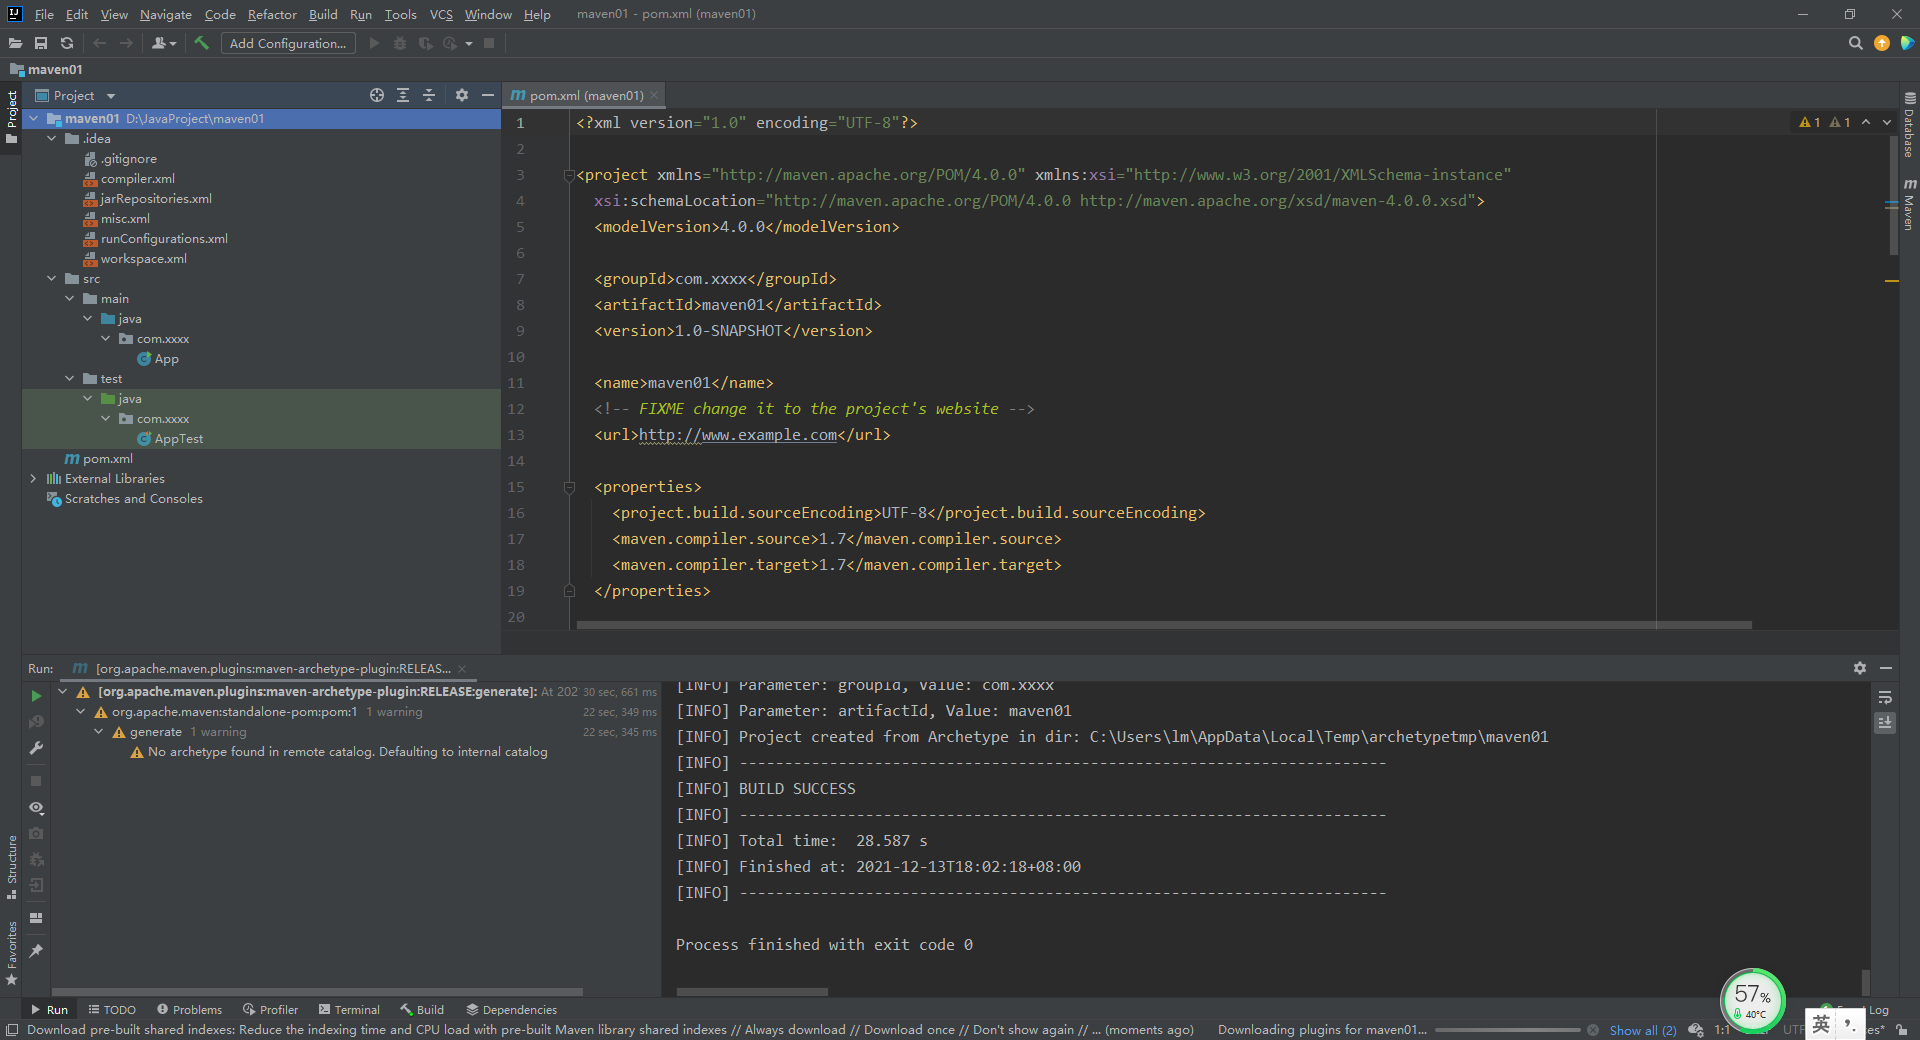 File Edit View Navigate Code Refactor Build Run Tools VCS Window Help maven01 - pom.xml (maven01)
Add Configuration...
maven01
Project
pom.xml (maven01)
Project
maven01 D:\JavaProject\maven01
.idea
.gitignore
compiler.xml
jarRepositories.xml
misc.xml
runConfigurations.xml
workspace.xml
src
main
java
com.xxxx
App
test
java
com.xxxx
AppTest
pom.xml
External Libraries
Scratches and Consoles
1 <?xml version="1.0" encoding="UTF-8"?>
2
3 <project xmlns="http://maven.apache.org/POM/4.0.0" xmlns:xsi="http://www.w3.org/2001/XMLSchema-instance"
4 xsi:schemaLocation="http://maven.apache.org/POM/4.0.0 http://maven.apache.org/xsd/maven-4.0.0.xsd">
5 <modelVersion>4.0.0</modelVersion>
6
7 <groupId>com.xxxx</groupId>
8 <artifactId>maven01</artifactId>
9 <version>1.0-SNAPSHOT</version>
10
11 <name>maven01</name>
12 <!-- FIXME change it to the project's website -->
13 <url>http://www.example.com</url>
14
15 <properties>
16 <project.build.sourceEncoding>UTF-8</project.build.sourceEncoding>
17 <maven.compiler.source>1.7</maven.compiler.source>
18 <maven.compiler.target>1.7</maven.compiler.target>
19 </properties>
20
1 1
Database
Maven
Run: [org.apache.maven.plugins:maven-archetype-plugin:RELEAS...
[org.apache.maven.plugins:maven-archetype-plugin:RELEASE:generate]: At 202 30 sec, 661 ms
org.apache.maven:standalone-pom:pom:1 1 warning 22 sec, 349 ms
generate 1 warning 22 sec, 345 ms
No archetype found in remote catalog. Defaulting to internal catalog
[INFO] Parameter: groupId, Value: com.xxxx
[INFO] Parameter: artifactId, Value: maven01
[INFO] Project created from Archetype in dir: C:\Users\lm\AppData\Local\Temp\archetypetmp\maven01
[INFO] ------------------------------------------------------------------------
[INFO] BUILD SUCCESS
[INFO] ------------------------------------------------------------------------
[INFO] Total time:  28.587 s
[INFO] Finished at: 2021-12-13T18:02:18+08:00
[INFO] ------------------------------------------------------------------------
Process finished with exit code 0
Structure
Favorites
Run TODO Problems Profiler Terminal Build Dependencies Log
57%
40°C
Download pre-built shared indexes: Reduce the indexing time and CPU load with pre-built Maven library shared indexes // Always download // Download once // Don't show again // ... (moments ago) Downloading plugins for maven01... Show all (2) 1:1
英 ，